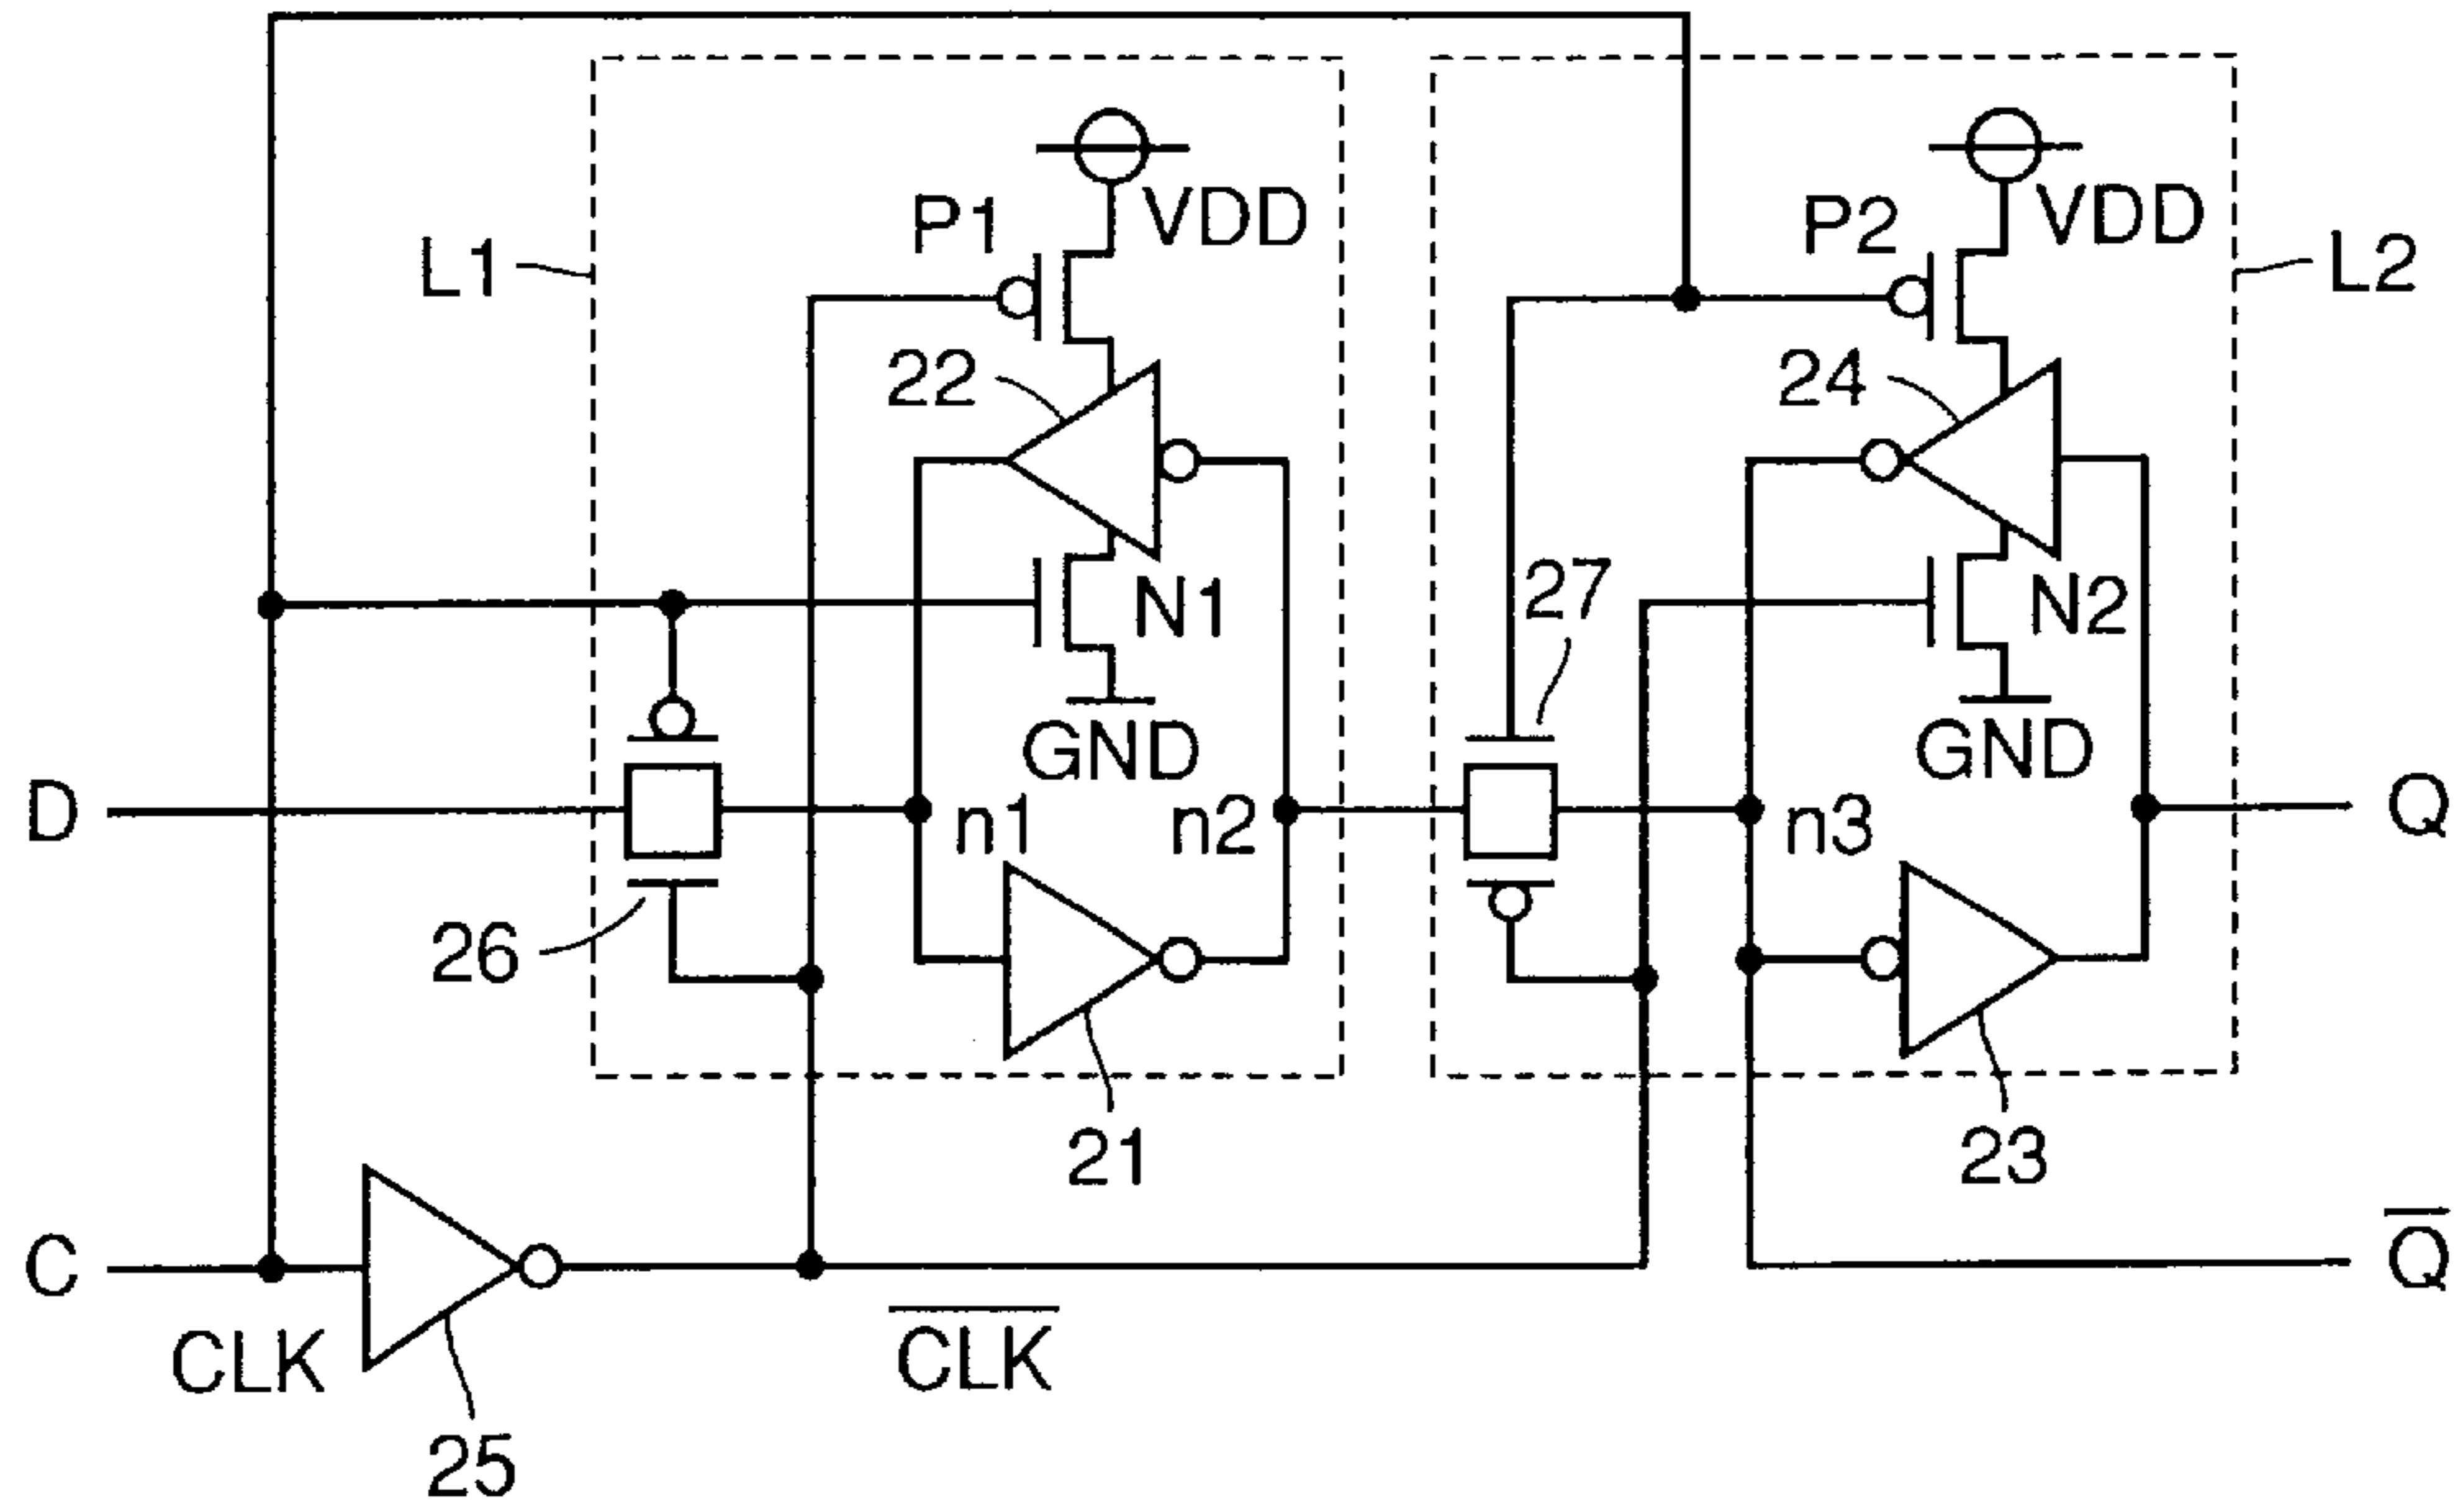 P1
VDD
P2
VDD
L1
L2
22
24
N1
27
N2
GND
GND
D
n1
n2
n3
Q
26
21
23
C
Q̅
CLK
C̅L̅K̅
25